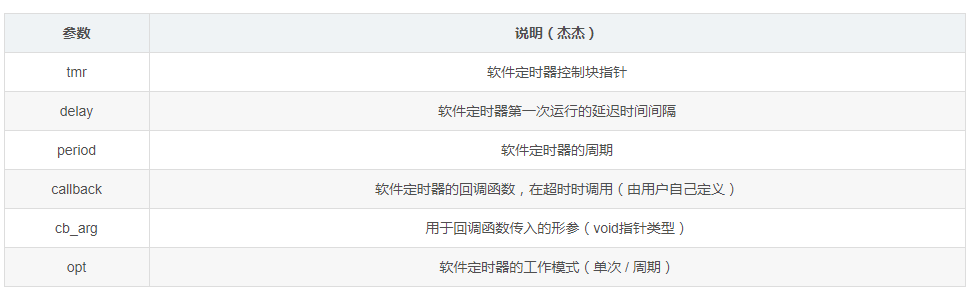 参数 说明（杰杰）
tmr 软件定时器控制块指针
delay 软件定时器第一次运行的延迟时间间隔
period 软件定时器的周期
callback 软件定时器的回调函数，在超时时调用（由用户自己定义）
cb_arg 用于回调函数传入的形参（void指针类型）
opt 软件定时器的工作模式（单次 / 周期）